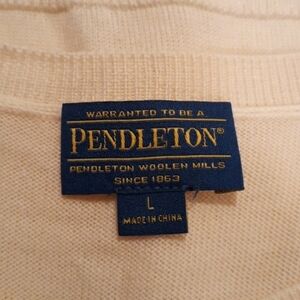 WARRANTED TO BE A
PENDLETON®
PENDLETON WOOLEN MILLS
SINCE 1863
L
MADE IN CHINA